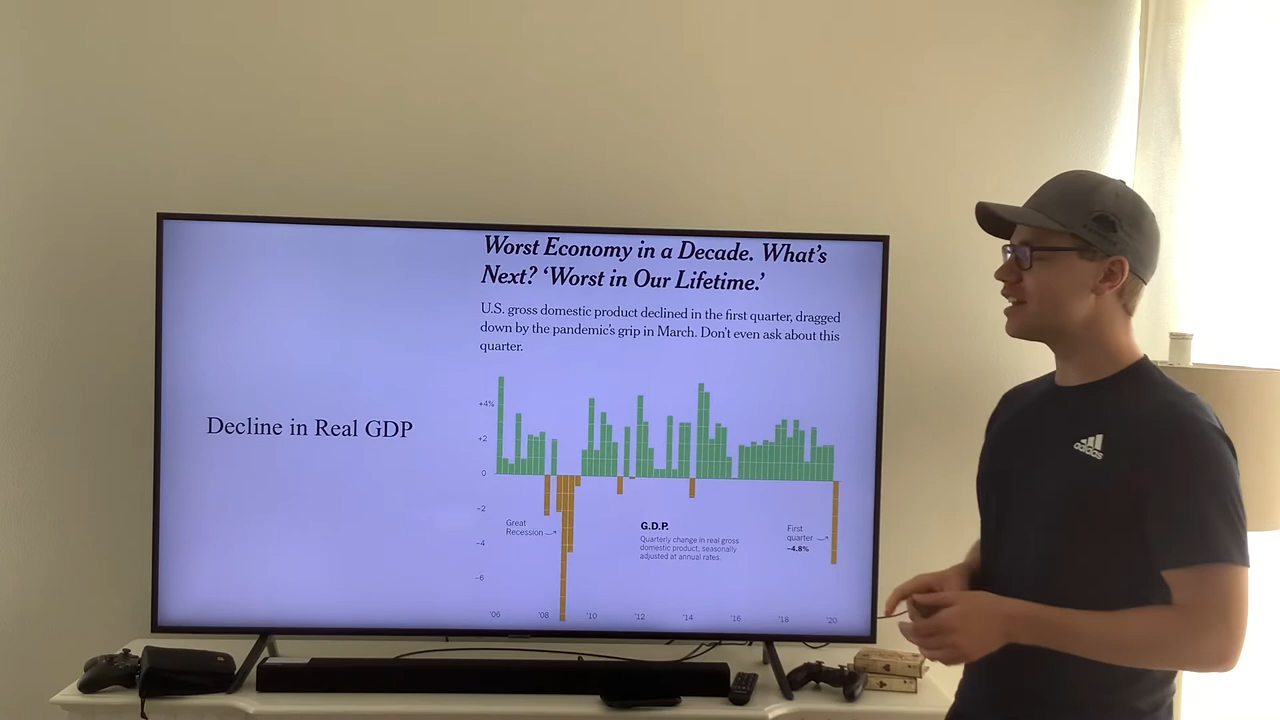 Worst Economy in a Decade. What's
Next? 'Worst in Our Lifetime.'
U.S. gross domestic product declined in the first quarter, dragged
down by the pandemic's grip in March. Don't even ask about this
quarter.
Decline in Real GDP
+4%
+2
0
−2
−4
−6
Great
Recession
G.D.P.
Quarterly change in real gross
domestic product, seasonally
adjusted at annual rates.
First
quarter
−4.8%
'06 '08 '10 '12 '14 '16 '18 '20
adidas